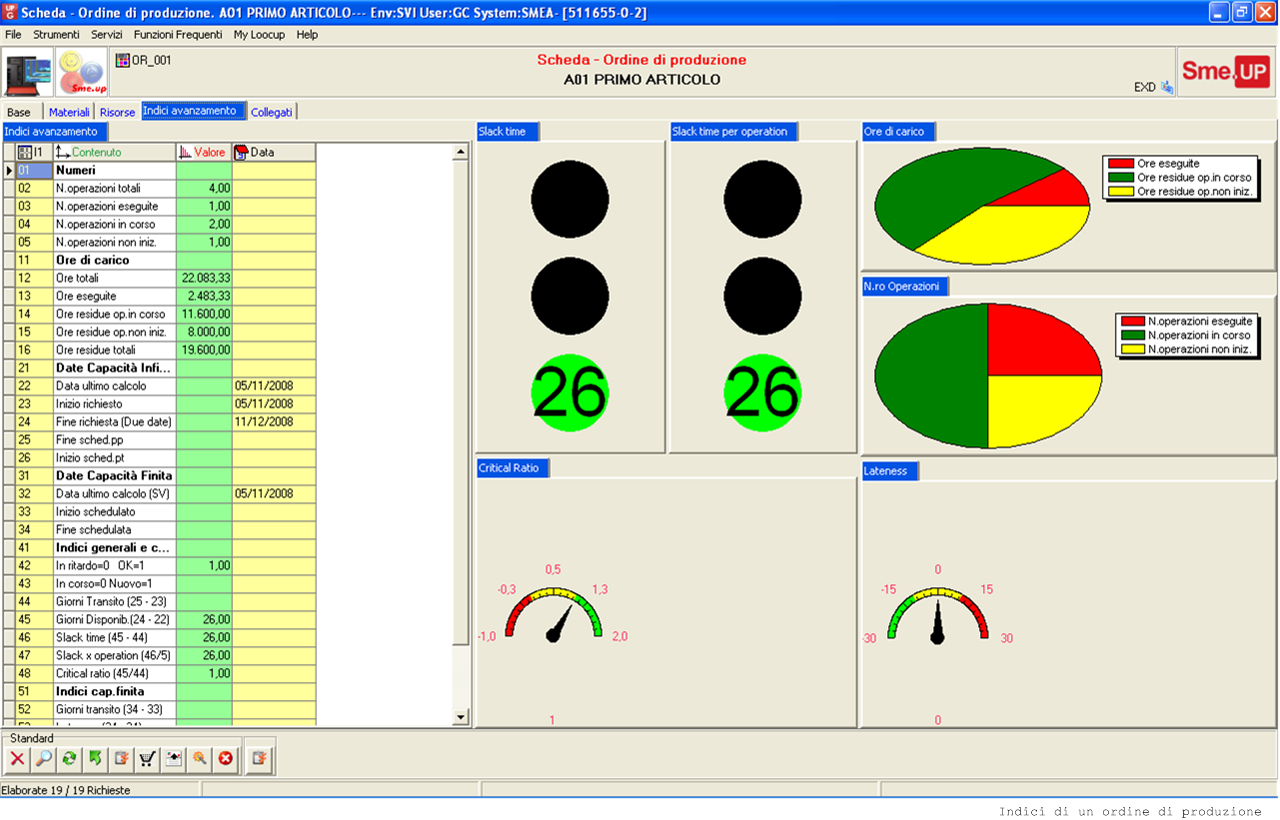 Scheda - Ordine di produzione. A01 PRIMO ARTICOLO--- Env:SVI User:GC System:SMEA- [511655-0-2]
File Strumenti Servizi Funzioni Frequenti My Loocup Help
Sme.up
OR_001
Scheda - Ordine di produzione
A01 PRIMO ARTICOLO
EXD
Sme.UP
Base Materiali Risorse Indici avanzamento Collegati
Indici avanzamento
I1 Contenuto Valore Data
01 Numeri
02 N.operazioni totali 4,00
03 N.operazioni eseguite 1,00
04 N.operazioni in corso 2,00
05 N.operazioni non iniz. 1,00
11 Ore di carico
12 Ore totali 22.083,33
13 Ore eseguite 2.483,33
14 Ore residue op.in corso 11.600,00
15 Ore residue op.non iniz. 8.000,00
16 Ore residue totali 19.600,00
21 Date Capacità Infi...
22 Data ultimo calcolo 05/11/2008
23 Inizio richiesto 05/11/2008
24 Fine richiesta (Due date) 11/12/2008
25 Fine sched.pp
26 Inizio sched.pt
31 Date Capacità Finita
32 Data ultimo calcolo (SV) 05/11/2008
33 Inizio schedulato
34 Fine schedulata
41 Indici generali e c...
42 In ritardo=0 OK=1 1,00
43 In corso=0 Nuovo=1
44 Giorni Transito (25 - 23)
45 Giorni Disponib.(24 - 22) 26,00
46 Slack time (45 - 44) 26,00
47 Slack x operation (46/5) 26,00
48 Critical ratio (45/44) 1,00
51 Indici cap.finita
52 Giorni transito (34 - 33)
Slack time
26
Slack time per operation
26
Ore di carico
Ore eseguite
Ore residue op.in corso
Ore residue op.non iniz.
N.ro Operazioni
N.operazioni eseguite
N.operazioni in corso
N.operazioni non iniz.
Critical Ratio
-1,0 -0,3 0,5 1,3 2,0
1
Lateness
-30 -15 0 15 30
0
Standard
Elaborate 19 / 19 Richieste
Indici di un ordine di produzione